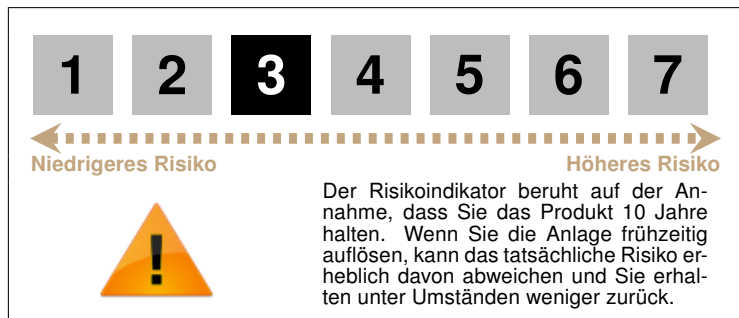 1 2 3 4 5 6 7
Niedrigeres Risiko Höheres Risiko
Der Risikoindikator beruht auf der An-
nahme, dass Sie das Produkt 10 Jahre
halten. Wenn Sie die Anlage frühzeitig
auflösen, kann das tatsächliche Risiko er-
heblich davon abweichen und Sie erhal-
ten unter Umständen weniger zurück.